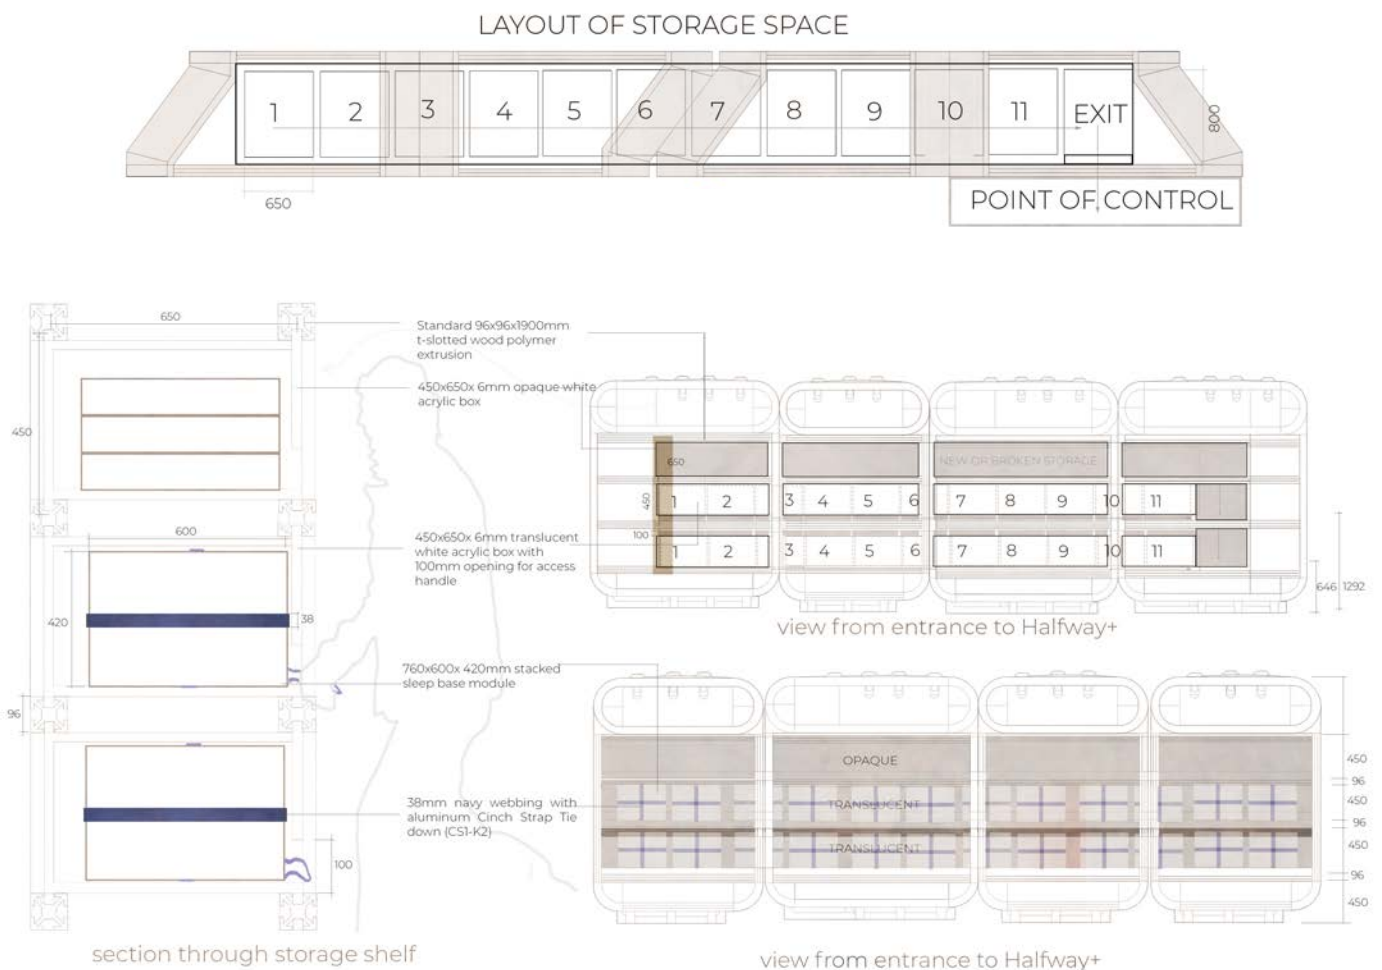 LAYOUT OF STORAGE SPACE
1 2 3 4 5 6 7 8 9 10 11 EXIT
800
650
POINT OF CONTROL
650
450
600
420
38
96
100
section through storage shelf
Standard 96x96x1900mm
t-slotted wood polymer
extrusion
450x650x 6mm opaque white
acrylic box
450x650x 6mm translucent
white acrylic box with
100mm opening for access
handle
760x600x 420mm stacked
sleep base module
38mm navy webbing with
aluminum Cinch Strap Tie
down (CS1-K2)
650
NEW OR BROKEN STORAGE
450
1 2 3 4 5 6 7 8 9 10 11
100
1 2 3 4 5 6 7 8 9 10 11
646 1292
view from entrance to Halfway+
OPAQUE
TRANSLUCENT
TRANSLUCENT
450
96
450
96
450
96
450
view from entrance to Halfway+